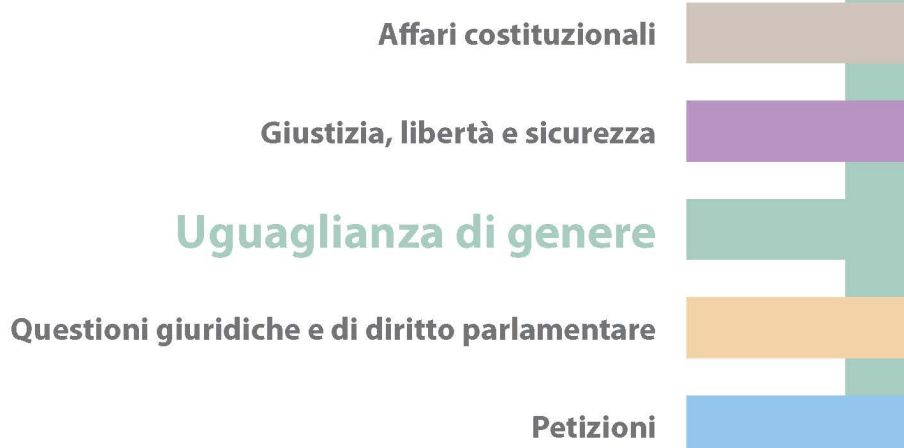 Affari costituzionali
Giustizia, libertà e sicurezza
Uguaglianza di genere
Questioni giuridiche e di diritto parlamentare
Petizioni